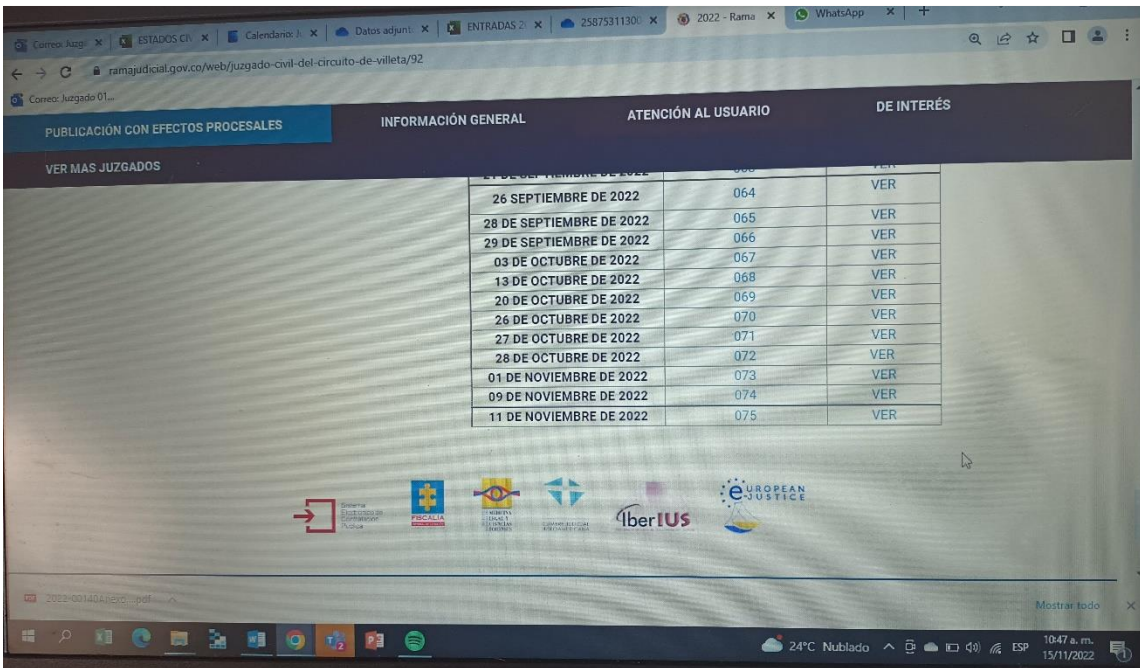 Correo: Juzga
ESTADOS CIV
Calendario: J
Datos adjunt
ENTRADAS 2
25875311300
2022 - Rama
WhatsApp
ramajudicial.gov.co/web/juzgado-civil-del-circuito-de-villeta/92
Correo: Juzgado 01...
PUBLICACIÓN CON EFECTOS PROCESALES
INFORMACIÓN GENERAL
ATENCIÓN AL USUARIO
DE INTERÉS
VER MAS JUZGADOS
26 SEPTIEMBRE DE 2022 064 VER
28 DE SEPTIEMBRE DE 2022 065 VER
29 DE SEPTIEMBRE DE 2022 066 VER
03 DE OCTUBRE DE 2022 067 VER
13 DE OCTUBRE DE 2022 068 VER
20 DE OCTUBRE DE 2022 069 VER
26 DE OCTUBRE DE 2022 070 VER
27 DE OCTUBRE DE 2022 071 VER
28 DE OCTUBRE DE 2022 072 VER
01 DE NOVIEMBRE DE 2022 073 VER
09 DE NOVIEMBRE DE 2022 074 VER
11 DE NOVIEMBRE DE 2022 075 VER
Sistema
Electrónico de
Contratación
Pública
FISCALÍA
IberIUS
EUROPEAN
E-JUSTICE
Mostrar todo
24°C Nublado
ESP
10:47 a. m.
15/11/2022